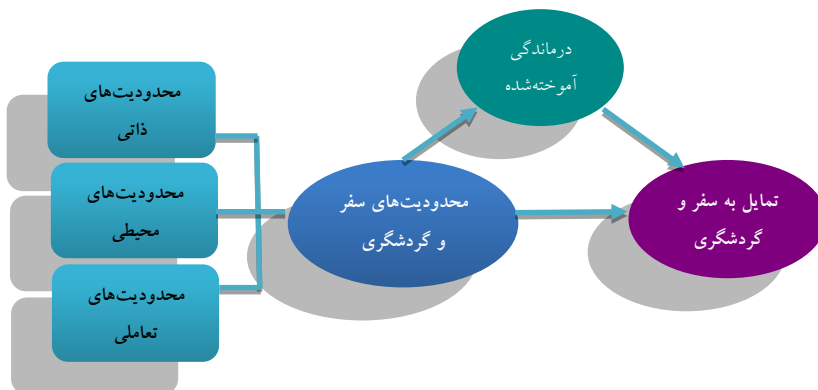 درماندگی
آموخته‌شده
محدودیت‌های
ذاتی
محدودیت‌های
محیطی
محدودیت‌های
تعاملی
محدودیت‌های سفر
و گردشگری
تمایل به سفر و
گردشگری